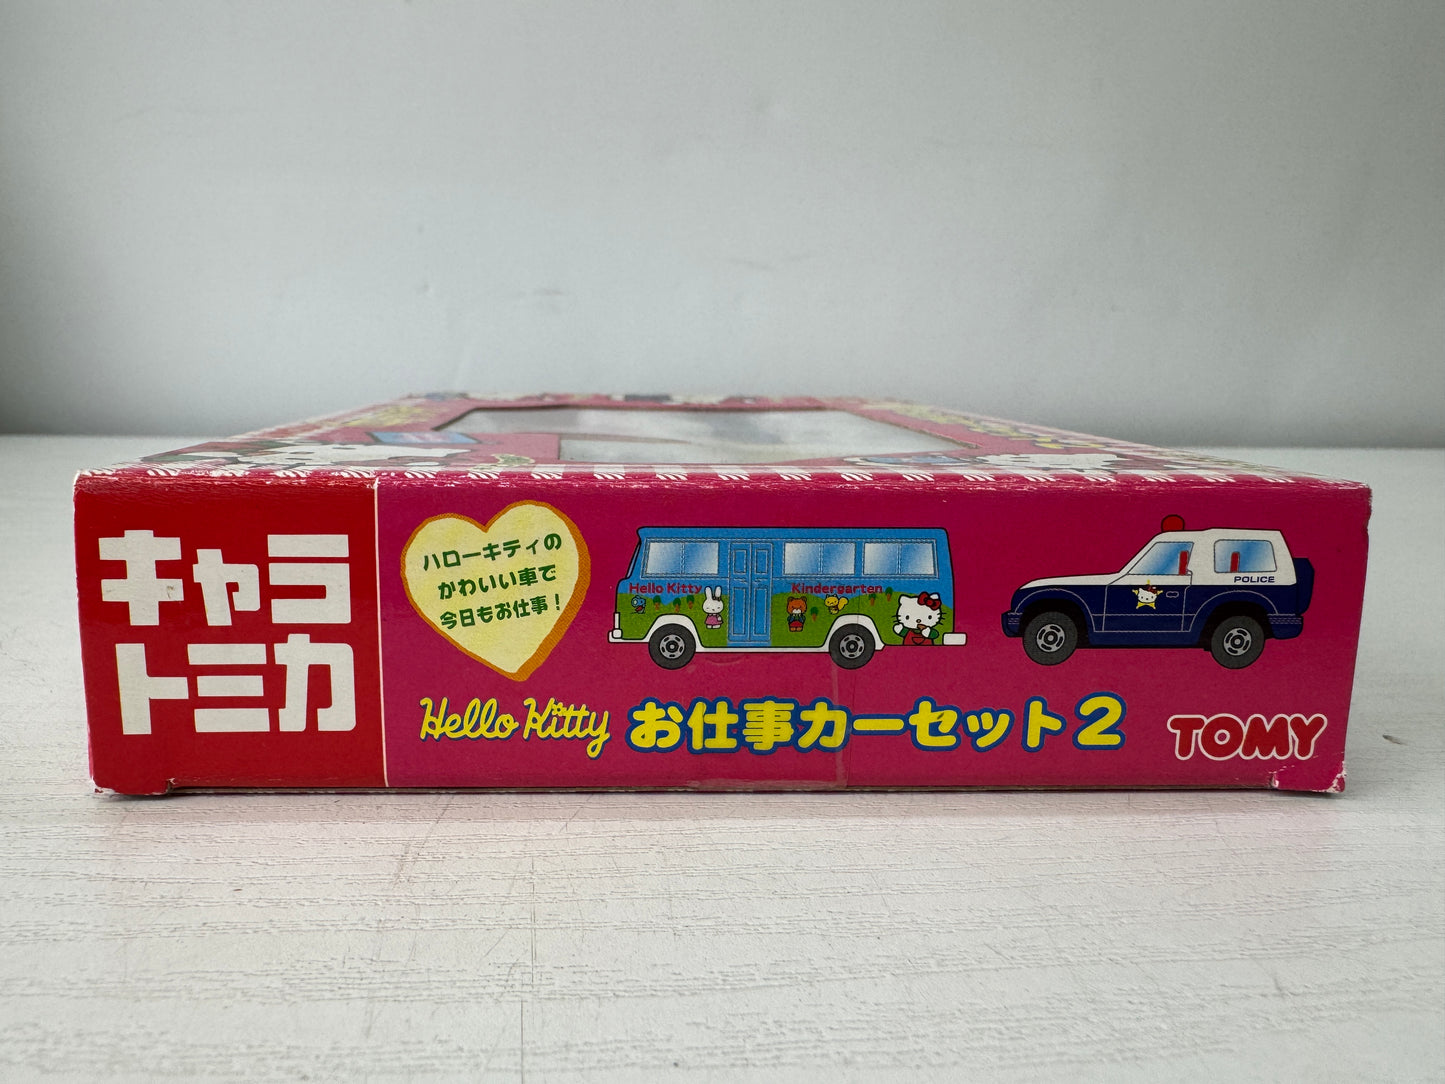 キャラ
トミカ
ハローキティの
かわいい車で
今日もお仕事!
Hello Kitty
Kindergarten
POLICE
Hello Kitty お仕事カーセット2
TOMY